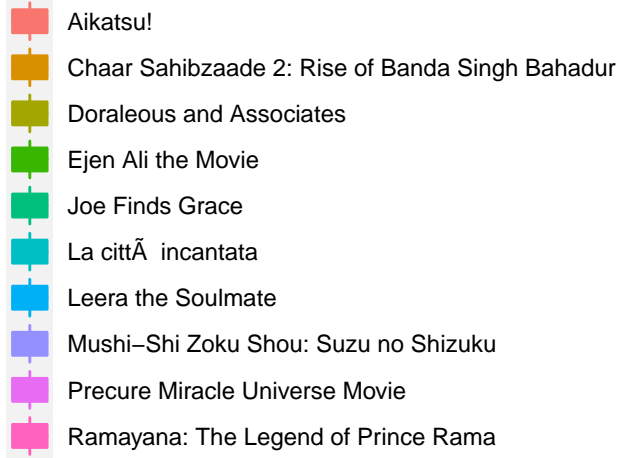 Aikatsu!
Chaar Sahibzaade 2: Rise of Banda Singh Bahadur
Doraleous and Associates
Ejen Ali the Movie
Joe Finds Grace
La cittÃ  incantata
Leera the Soulmate
Mushi−Shi Zoku Shou: Suzu no Shizuku
Precure Miracle Universe Movie
Ramayana: The Legend of Prince Rama